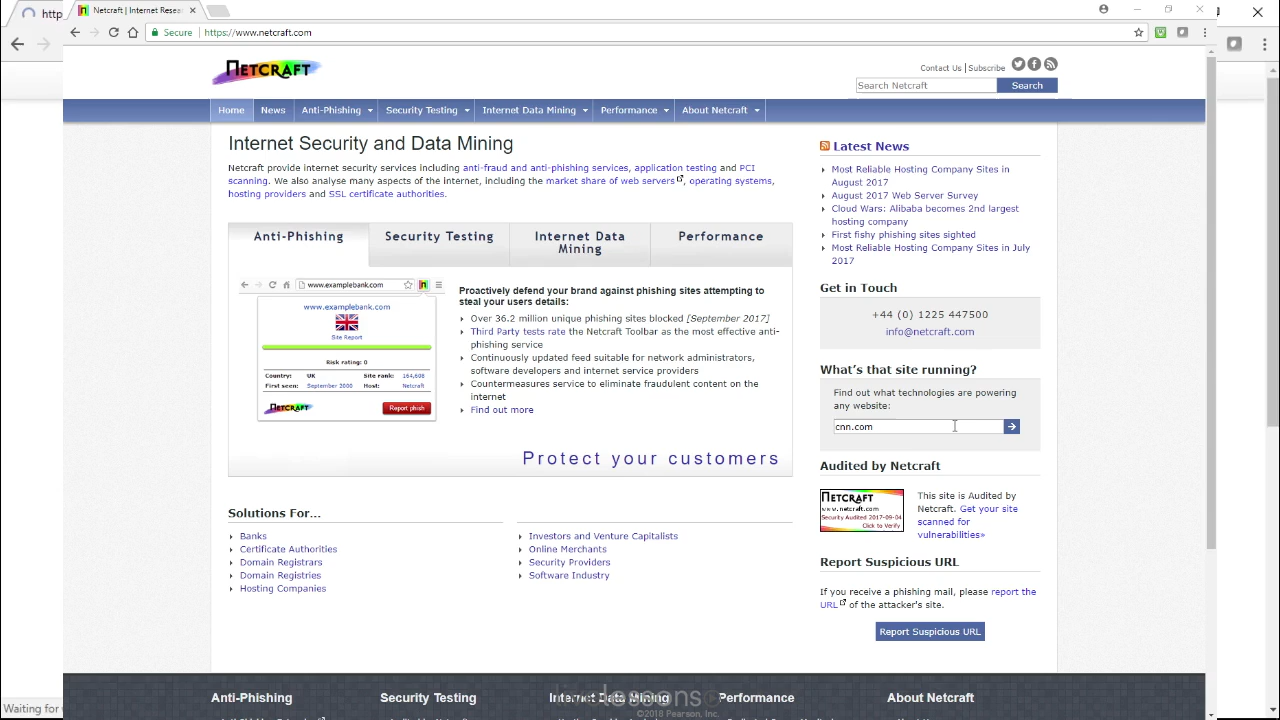 http
Netcraft | Internet Resea
Secure
https://www.netcraft.com
NETCRAFT
Contact Us | Subscribe
Search Netcraft
Search
Home
News
Anti-Phishing
Security Testing
Internet Data Mining
Performance
About Netcraft
Internet Security and Data Mining
Netcraft provide internet security services including anti-fraud and anti-phishing services, application testing and PCI
scanning. We also analyse many aspects of the internet, including the market share of web servers, operating systems,
hosting providers and SSL certificate authorities.
Anti-Phishing
Security Testing
Internet Data
Mining
Performance
www.examplebank.com
www.examplebank.com
Site Report
Risk rating: 0
Country: UK Site rank: 164,608
First seen: September 2000 Host: Netcraft
NETCRAFT
Report phish
Proactively defend your brand against phishing sites attempting to
steal your users details:
Over 36.2 million unique phishing sites blocked [September 2017]
Third Party tests rate the Netcraft Toolbar as the most effective anti-
phishing service
Continuously updated feed suitable for network administrators,
software developers and internet service providers
Countermeasures service to eliminate fraudulent content on the
internet
Find out more
Protect your customers
Solutions For...
Banks
Certificate Authorities
Domain Registrars
Domain Registries
Hosting Companies
Investors and Venture Capitalists
Online Merchants
Security Providers
Software Industry
Latest News
Most Reliable Hosting Company Sites in
August 2017
August 2017 Web Server Survey
Cloud Wars: Alibaba becomes 2nd largest
hosting company
First fishy phishing sites sighted
Most Reliable Hosting Company Sites in July
2017
Get in Touch
+44 (0) 1225 447500
info@netcraft.com
What's that site running?
Find out what technologies are powering
any website:
cnn.com
Audited by Netcraft
NETCRAFT
www.netcraft.com
Security Audited 2017-09-04
Click to Verify
This site is Audited by
Netcraft. Get your site
scanned for
vulnerabilities»
Report Suspicious URL
If you receive a phishing mail, please report the
URL of the attacker's site.
Report Suspicious URL
Waiting for
Anti-Phishing
Security Testing
Internet Data Mining
Performance
About Netcraft
livelessons
©2018 Pearson, Inc.